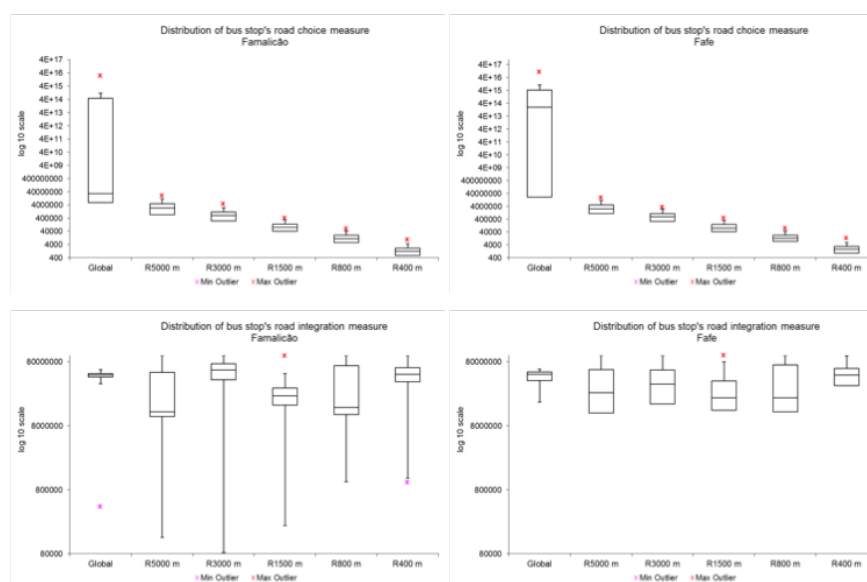 Distribution of bus stop's road choice measure
Famalicão
4E+17
4E+16
4E+15
4E+14
4E+13
4E+12
4E+11
4E+10
4E+09
400000000
40000000
4000000
400000
40000
4000
400
log 10 scale
Global R5000 m R3000 m R1500 m R800 m R400 m
Min Outlier Max Outlier
Distribution of bus stop's road choice measure
Fafe
4E+17
4E+16
4E+15
4E+14
4E+13
4E+12
4E+11
4E+10
4E+09
400000000
40000000
4000000
400000
40000
4000
400
log 10 scale
Global R5000 m R3000 m R1500 m R800 m R400 m
Min Outlier Max Outlier
Distribution of bus stop's road integration measure
Famalicão
80000000
8000000
800000
80000
log 10 scale
Global R5000 m R3000 m R1500 m R800 m R400 m
Min Outlier Max Outlier
Distribution of bus stop's road integration measure
Fafe
80000000
8000000
800000
80000
log 10 scale
Global R5000 m R3000 m R1500 m R800 m R400 m
Min Outlier Max Outlier